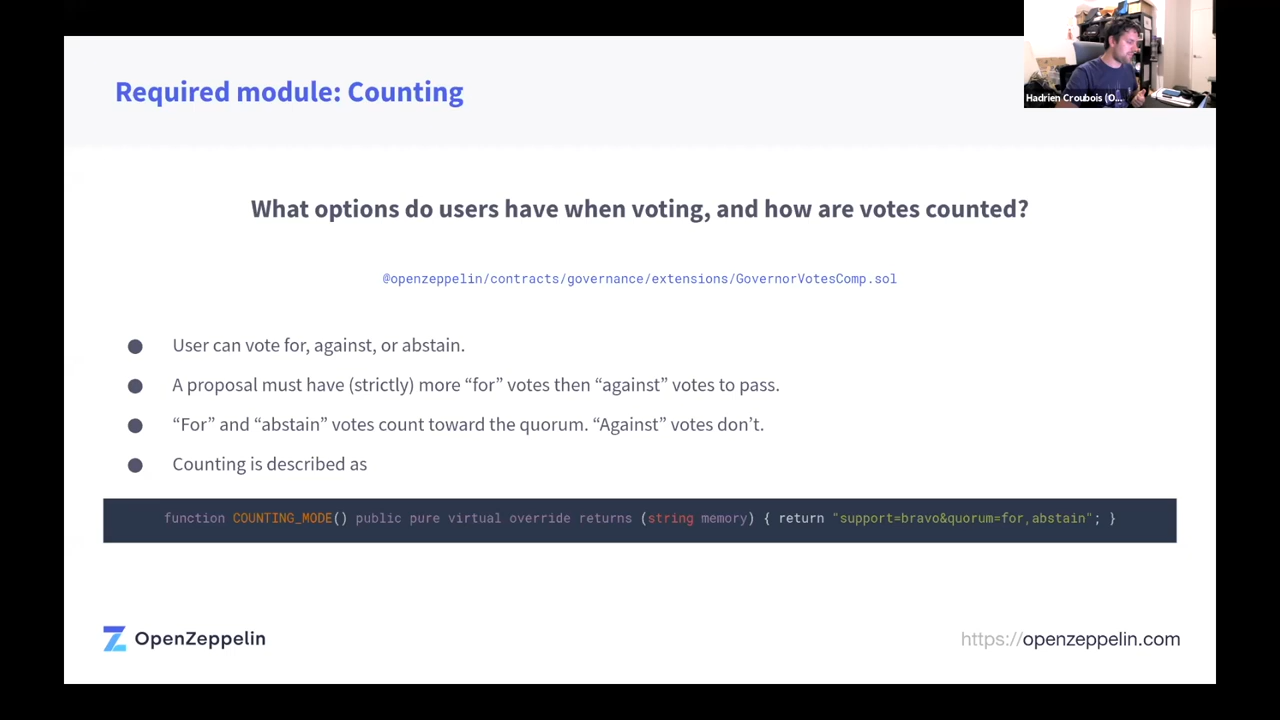 Required module: Counting
Hadrien Croubois (O...
What options do users have when voting, and how are votes counted?
@openzeppelin/contracts/governance/extensions/GovernorVotesComp.sol
● User can vote for, against, or abstain.
● A proposal must have (strictly) more “for” votes then “against” votes to pass.
● “For” and “abstain” votes count toward the quorum. “Against” votes don’t.
● Counting is described as
function COUNTING_MODE() public pure virtual override returns (string memory) { return "support=bravo&quorum=for,abstain"; }
OpenZeppelin
https://openzeppelin.com